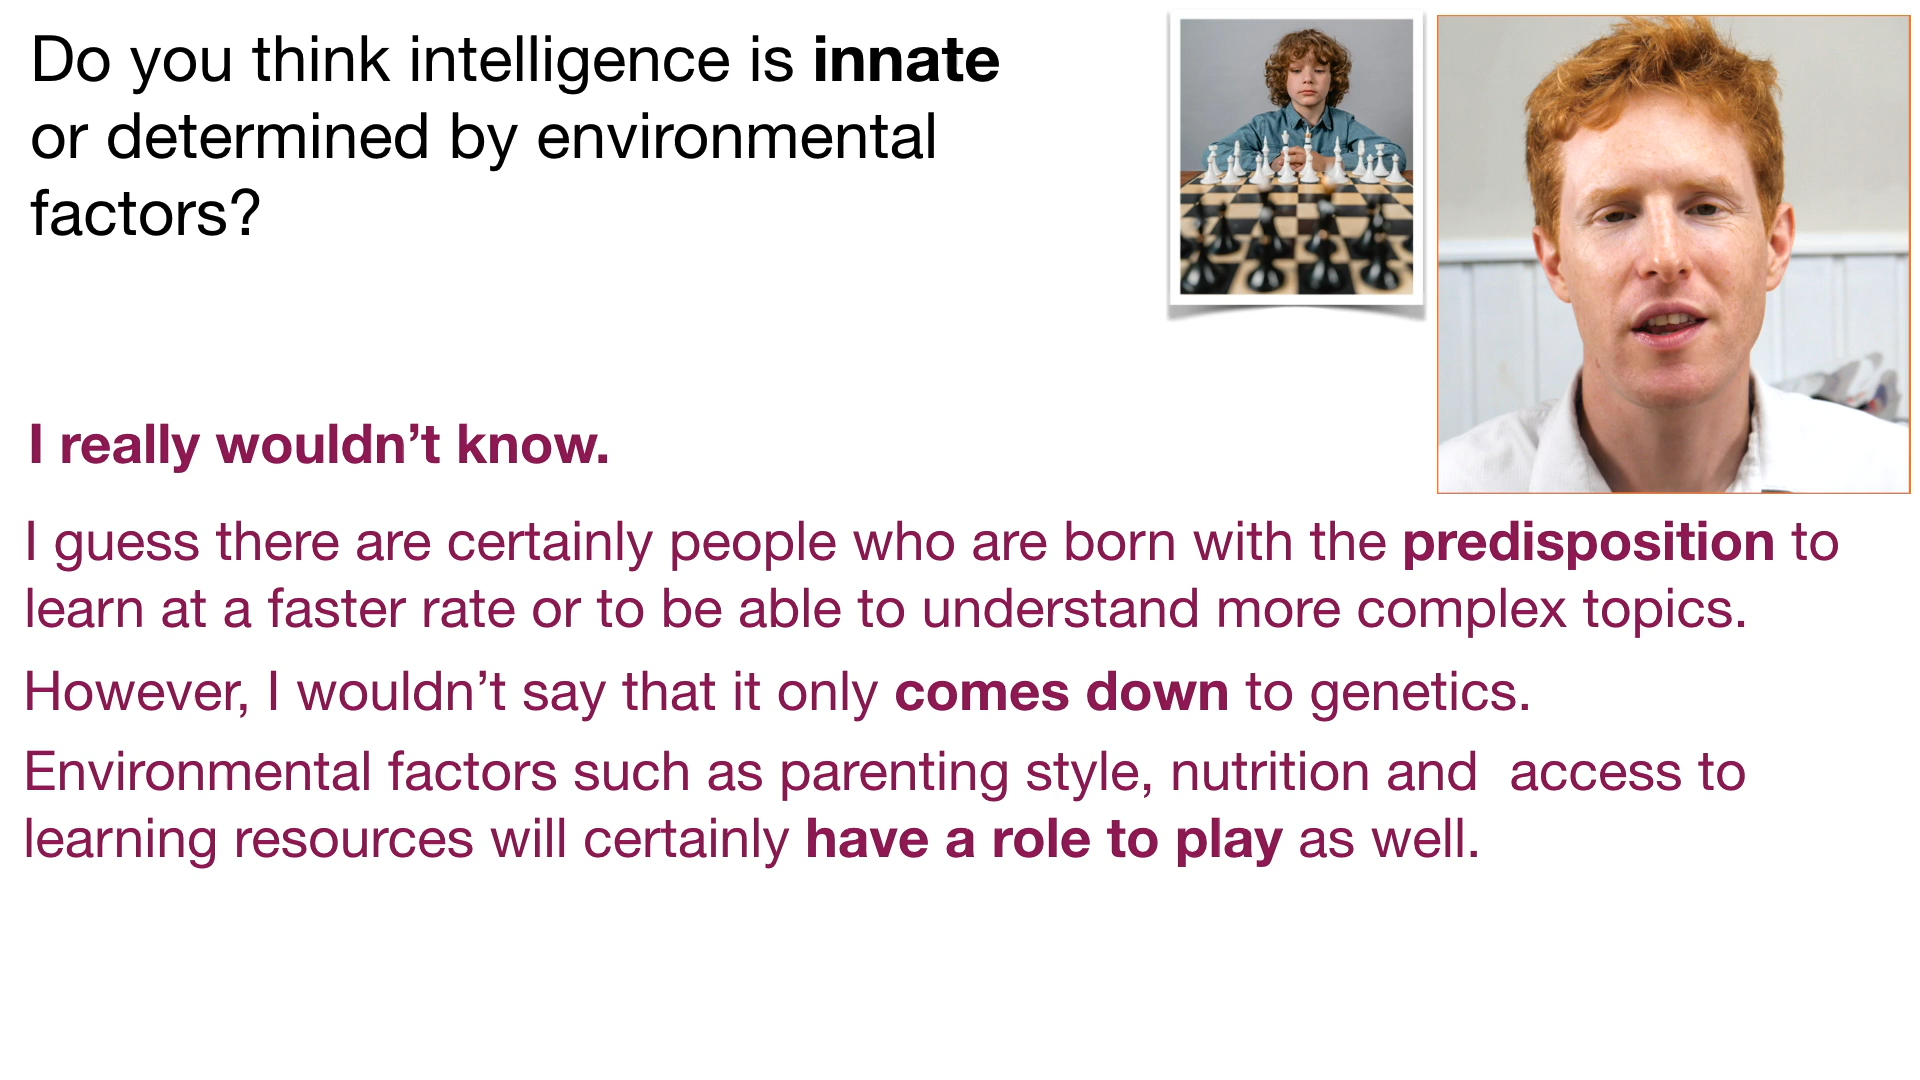 Do you think intelligence is innate
or determined by environmental
factors?
I really wouldn’t know.
I guess there are certainly people who are born with the predisposition to
learn at a faster rate or to be able to understand more complex topics.
However, I wouldn’t say that it only comes down to genetics.
Environmental factors such as parenting style, nutrition and  access to
learning resources will certainly have a role to play as well.